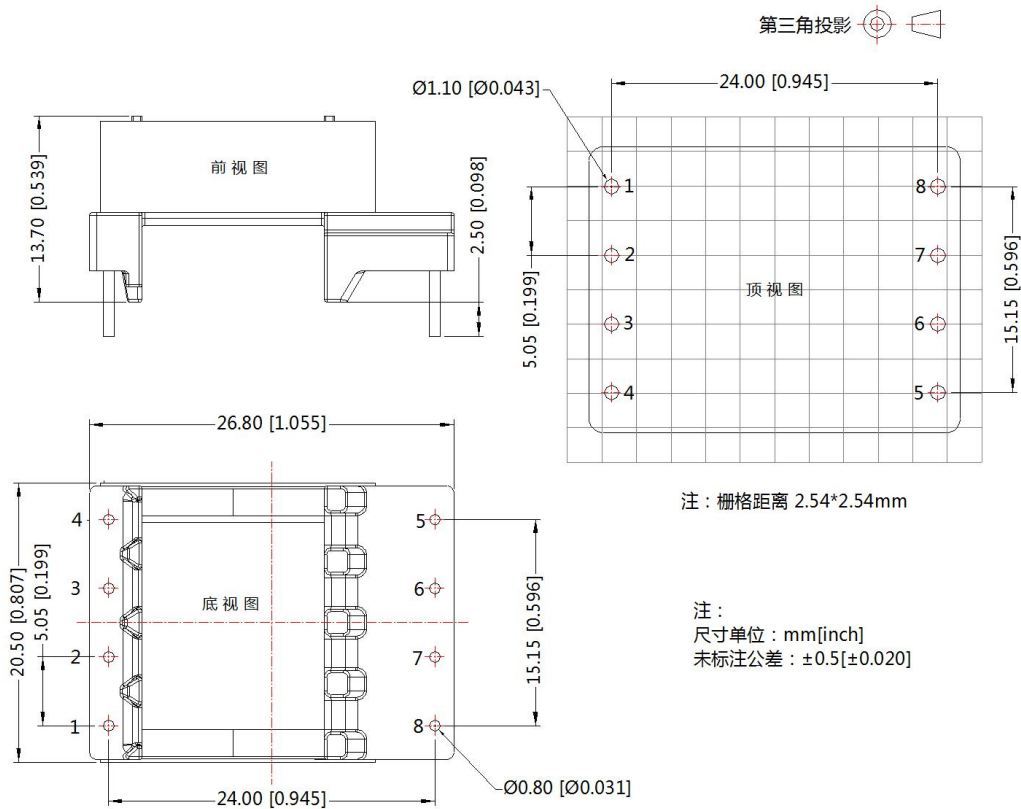 第三角投影
Ø1.10 [Ø0.043]
24.00 [0.945]
前视图
13.70 [0.539]
2.50 [0.098]
1
8
2
7
顶视图
3
6
4
5
5.05 [0.199]
15.15 [0.596]
26.80 [1.055]
注：栅格距离 2.54*2.54mm
4
5
3
6
底视图
2
7
1
8
20.50 [0.807]
5.05 [0.199]
15.15 [0.596]
24.00 [0.945]
Ø0.80 [Ø0.031]
注：
尺寸单位：mm[inch]
未标注公差：±0.5[±0.020]